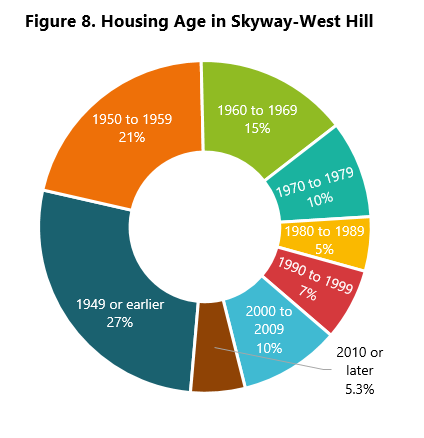 Figure 8. Housing Age in Skyway-West Hill
1960 to 1969
15%
1970 to 1979
10%
1980 to 1989
5%
1990 to 1999
7%
2000 to
2009
10%
2010 or
later
5.3%
1949 or earlier
27%
1950 to 1959
21%